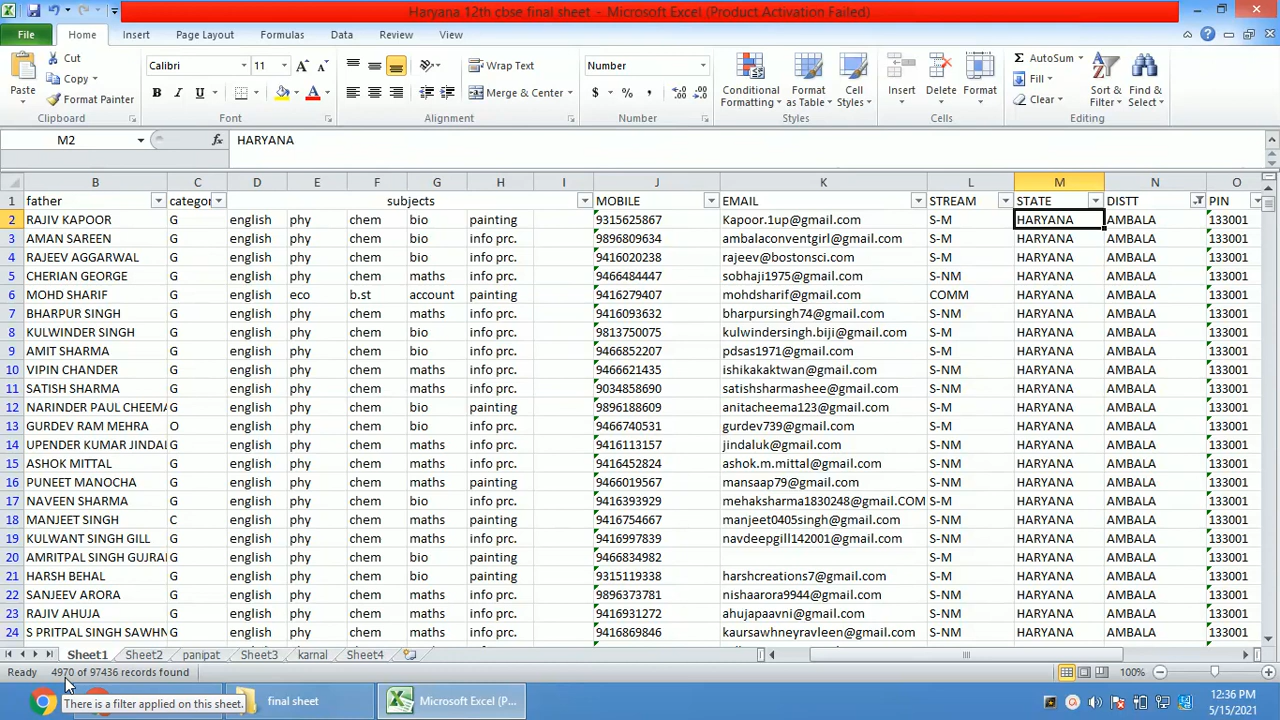 Haryana 12th cbse final sheet - Microsoft Excel (Product Activation Failed)
File Home Insert Page Layout Formulas Data Review View
Paste Cut Copy Format Painter Clipboard
Calibri 11 Font
Wrap Text Merge & Center Alignment
Number Number
Conditional Formatting Format as Table Cell Styles Styles
Insert Delete Format Cells
AutoSum Fill Clear Sort & Filter Find & Select Editing
M2 fx HARYANA
B C D E F G H I J K L M N O
1 father categor subjects MOBILE EMAIL STREAM STATE DISTT PIN
2 RAJIV KAPOOR G english phy chem bio painting 9315625867 Kapoor.1up@gmail.com S-M HARYANA AMBALA 133001
3 AMAN SAREEN G english phy chem bio info prc. 9896809634 ambalaconventgirl@gmail.com S-M HARYANA AMBALA 133001
4 RAJEEV AGGARWAL G english phy chem bio info prc. 9416020238 rajeev@bostonsci.com S-M HARYANA AMBALA 133001
5 CHERIAN GEORGE G english phy chem maths info prc. 9466484447 sobhaji1975@gmail.com S-NM HARYANA AMBALA 133001
6 MOHD SHARIF G english eco b.st account painting 9416279407 mohdsharif@gmail.com COMM HARYANA AMBALA 133001
7 BHARPUR SINGH G english phy chem maths info prc. 9416093632 bharpursingh74@gmail.com S-NM HARYANA AMBALA 133001
8 KULWINDER SINGH G english phy chem bio info prc. 9813750075 kulwindersingh.biji@gmail.com S-M HARYANA AMBALA 133001
9 AMIT SHARMA G english phy chem maths info prc. 9466852207 pdsas1971@gmail.com S-NM HARYANA AMBALA 133001
10 VIPIN CHANDER G english phy chem maths info prc. 9466621435 ishikakaktwan@gmail.com S-NM HARYANA AMBALA 133001
11 SATISH SHARMA G english phy chem maths info prc. 9034858690 satishsharmashee@gmail.com S-NM HARYANA AMBALA 133001
12 NARINDER PAUL CHEEMA G english phy chem bio painting 9896188609 anitacheema123@gmail.com S-M HARYANA AMBALA 133001
13 GURDEV RAM MEHRA O english phy chem bio info prc. 9466740531 gurdev739@gmail.com S-M HARYANA AMBALA 133001
14 UPENDER KUMAR JINDAL G english phy chem maths info prc. 9416113157 jindaluk@gmail.com S-NM HARYANA AMBALA 133001
15 ASHOK MITTAL G english phy chem maths info prc. 9416452824 ashok.m.mittal@gmail.com S-NM HARYANA AMBALA 133001
16 PUNEET MANOCHA G english phy chem maths info prc. 9466019567 mansaap79@gmail.com S-NM HARYANA AMBALA 133001
17 NAVEEN SHARMA G english phy chem bio info prc. 9416393929 mehaksharma1830248@gmail.COM S-M HARYANA AMBALA 133001
18 MANJEET SINGH C english phy chem maths info prc. 9416754667 manjeet0405singh@gmail.com S-NM HARYANA AMBALA 133001
19 KULWANT SINGH GILL G english phy chem maths info prc. 9416997839 navdeepgill142001@gmail.com S-NM HARYANA AMBALA 133001
20 AMRITPAL SINGH GUJRA G english phy chem bio painting 9466834982 S-M HARYANA AMBALA 133001
21 HARSH BEHAL G english phy chem bio info prc. 9315119338 harshcreations7@gmail.com S-M HARYANA AMBALA 133001
22 SANJEEV ARORA G english phy chem maths info prc. 9896373781 nishaarora9944@gmail.com S-NM HARYANA AMBALA 133001
23 RAJIV AHUJA G english phy chem maths info prc. 9416931272 ahujapaavni@gmail.com S-NM HARYANA AMBALA 133001
24 S PRITPAL SINGH SAWHN G english phy chem maths info prc. 9416869846 kaursawhneyravleen@gmail.com S-NM HARYANA AMBALA 133001
Sheet1 Sheet2 panipat Sheet3 karnal Sheet4
Ready 4970 of 97436 records found 100%
There is a filter applied on this sheet. final sheet Microsoft Excel (P... 12:36 PM
5/15/2021